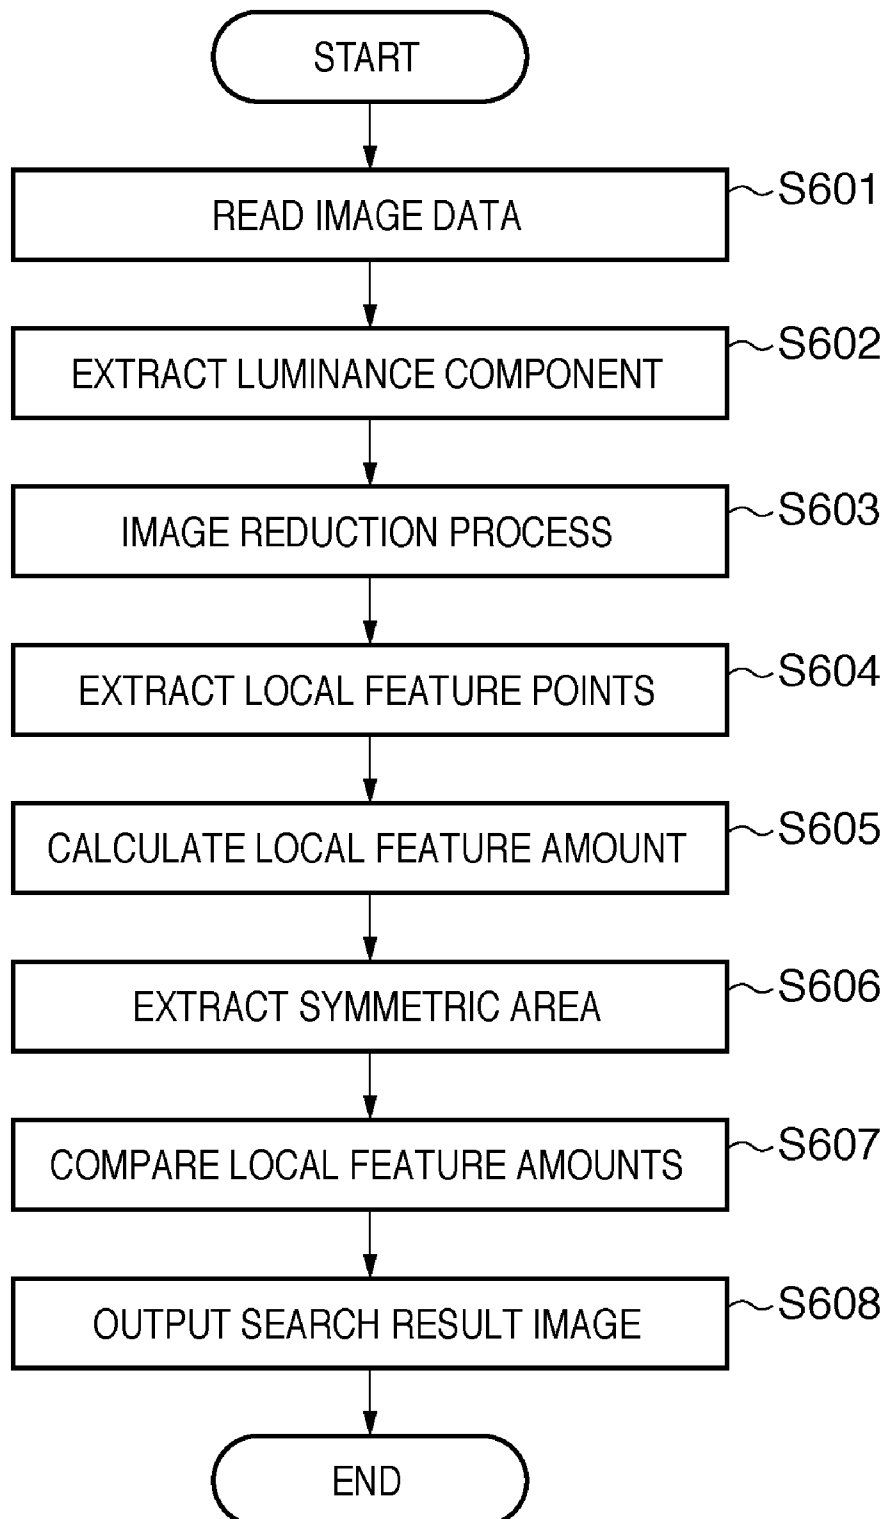 START
READ IMAGE DATA
S601
EXTRACT LUMINANCE COMPONENT
S602
IMAGE REDUCTION PROCESS
S603
EXTRACT LOCAL FEATURE POINTS
S604
CALCULATE LOCAL FEATURE AMOUNT
S605
EXTRACT SYMMETRIC AREA
S606
COMPARE LOCAL FEATURE AMOUNTS
S607
OUTPUT SEARCH RESULT IMAGE
S608
END